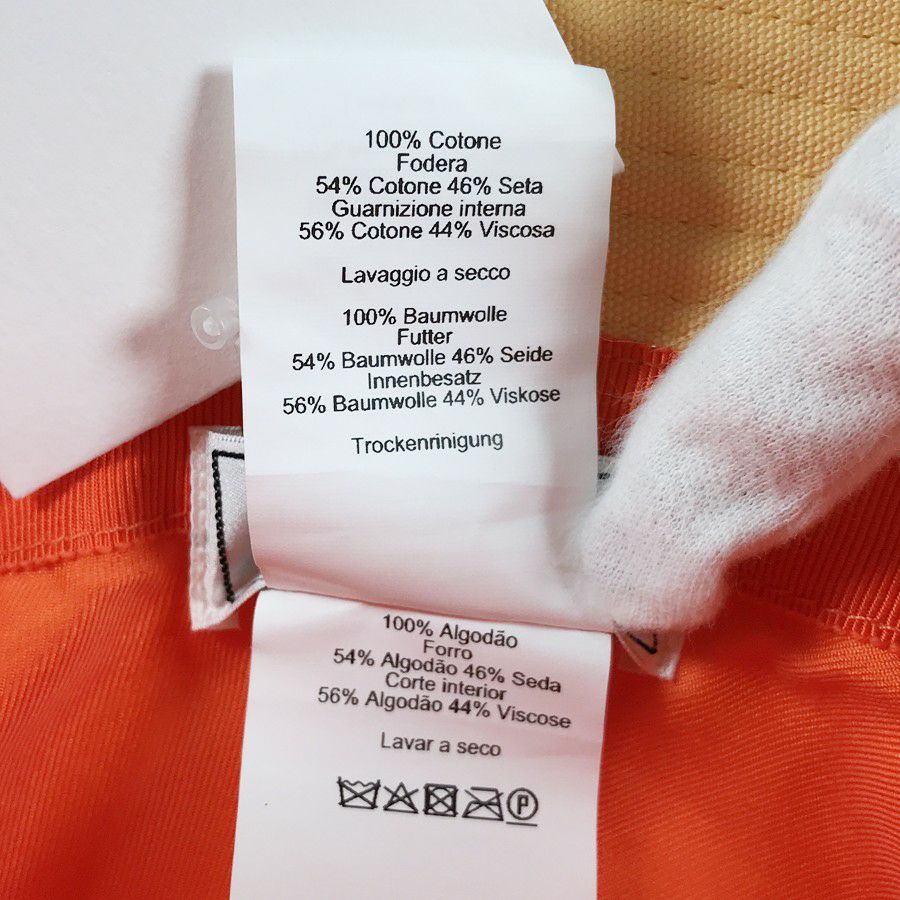 100% Cotone
Fodera
54% Cotone 46% Seta
Guarnizione interna
56% Cotone 44% Viscosa
Lavaggio a secco
100% Baumwolle
Futter
54% Baumwolle 46% Seide
Innenbesatz
56% Baumwolle 44% Viskose
Trockenrinigung
100% Algodão
Forro
54% Algodão 46% Seda
Corte interior
56% Algodão 44% Viscose
Lavar a seco
P